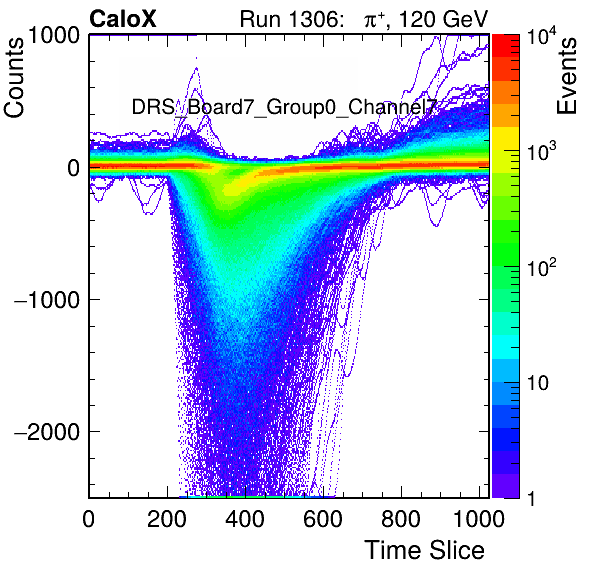 CaloX Run 1306: π⁺, 120 GeV
Counts
Events
DRS_Board7_Group0_Channel7
1000
0
−1000
−2000
0 200 400 600 800 1000
Time Slice
10⁴
10³
10²
10
1